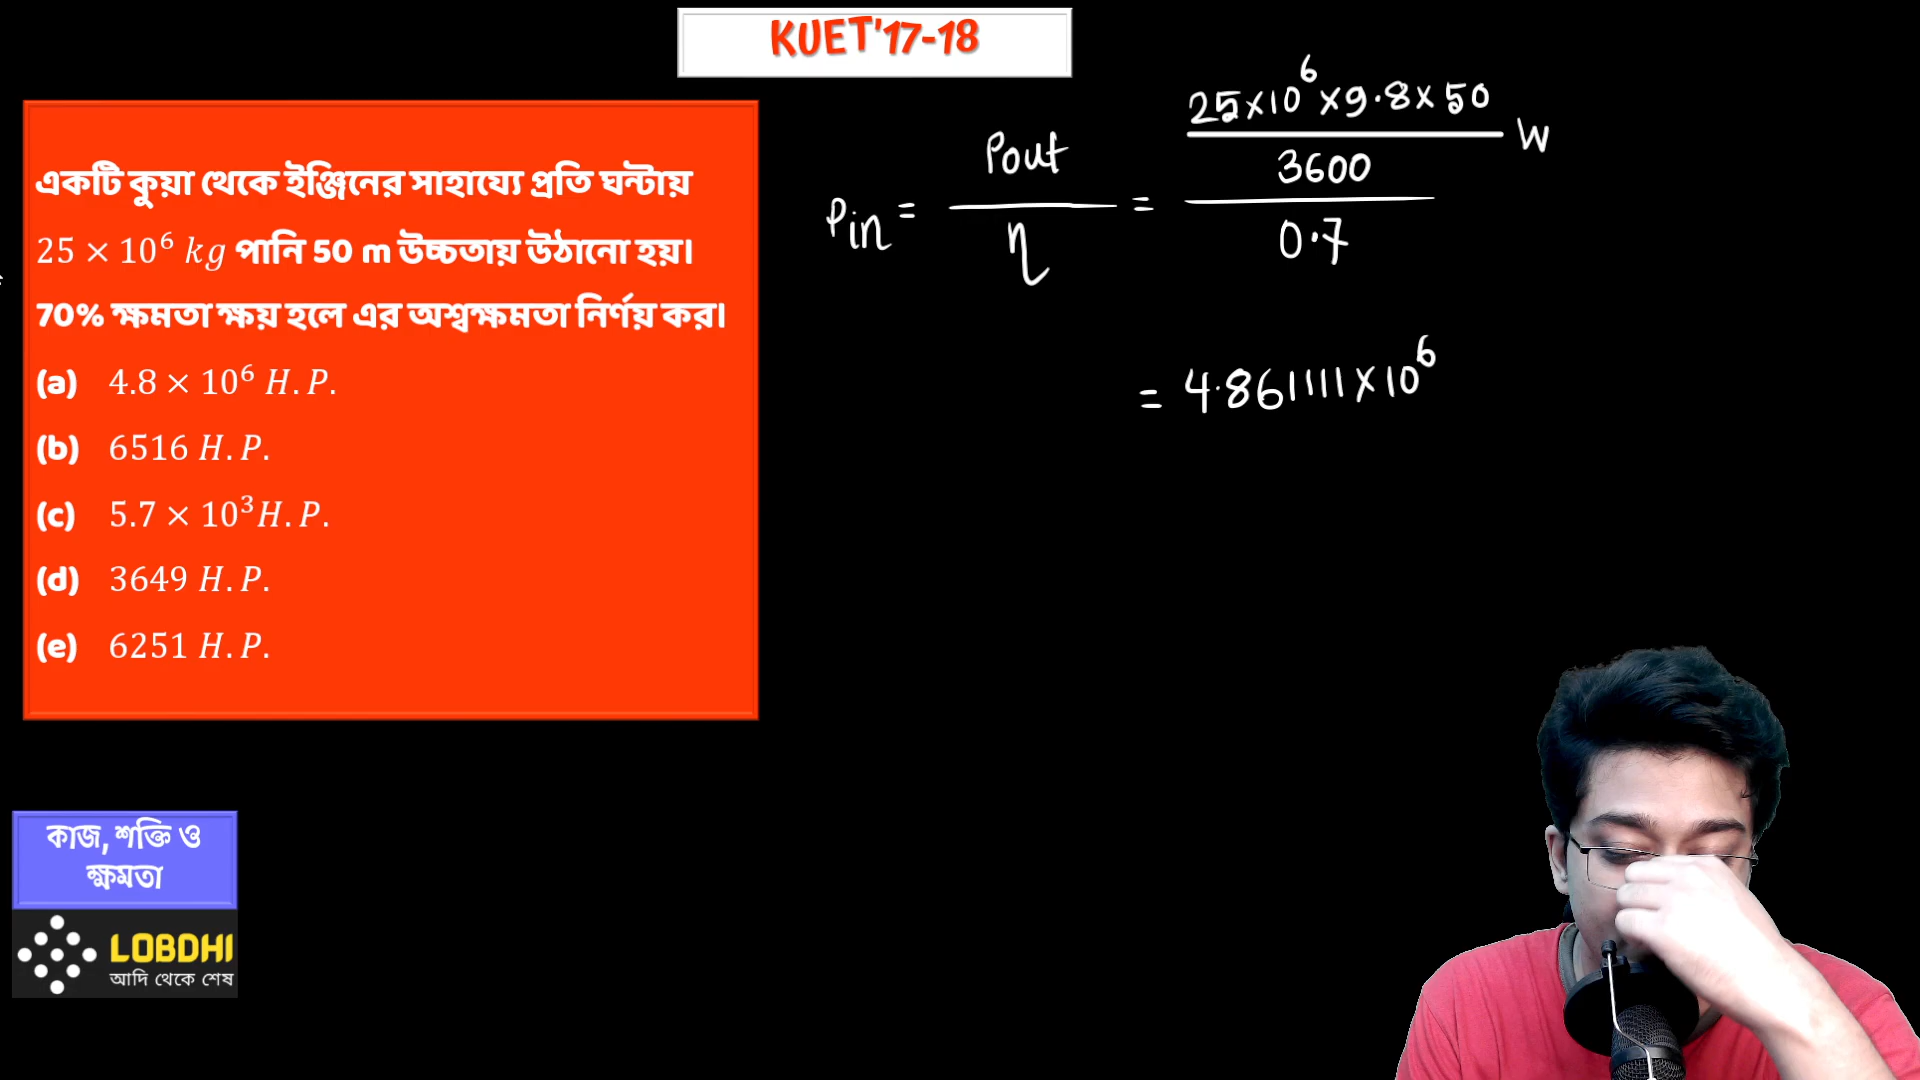 KUET'17-18
একটি কুয়া থেকে ইঞ্জিনের সাহায্যে প্রতি ঘন্টায়
25 × 10⁶ kg পানি 50 m উচ্চতায় উঠানো হয়।
70% ক্ষমতা ক্ষয় হলে এর অশ্বক্ষমতা নির্ণয় কর।
(a) 4.8 × 10⁶ H.P.
(b) 6516 H.P.
(c) 5.7 × 10³ H.P.
(d) 3649 H.P.
(e) 6251 H.P.
25×10⁶×9.8×50
Pout
3600
W
Pin =
=
η
0.7
= 4.861111×10⁶
কাজ, শক্তি ও
ক্ষমতা
LOBDHI
আদি থেকে শেষ